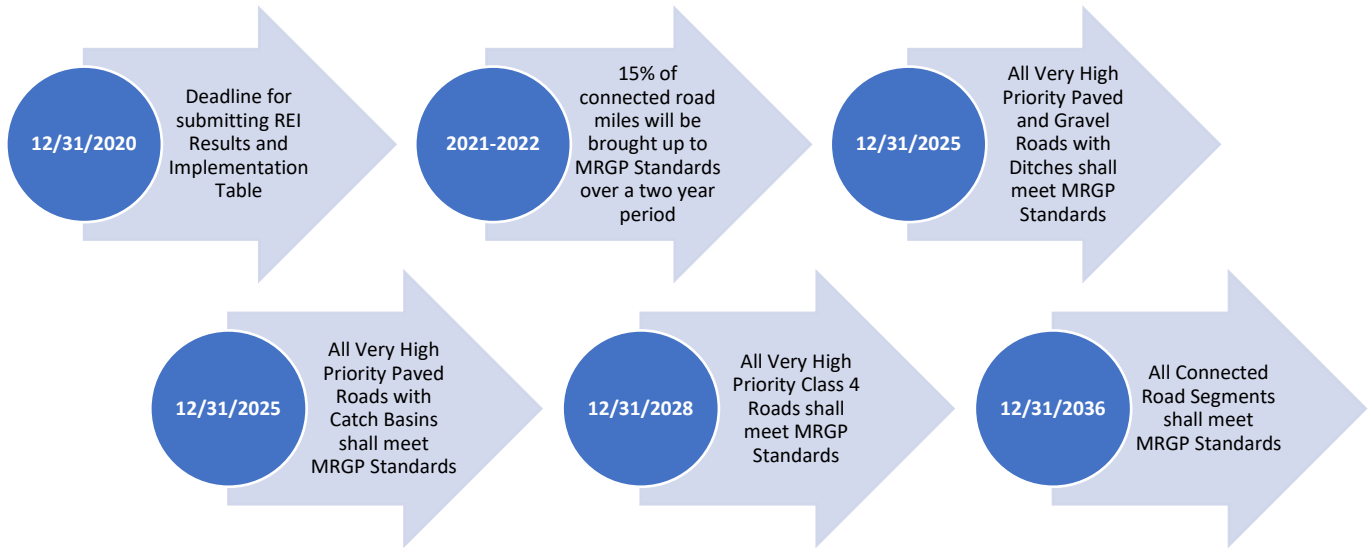 12/31/2020
Deadline for
submitting REI
Results and
Implementation
Table
2021-2022
15% of
connected road
miles will be
brought up to
MRGP Standards
over a two year
period
12/31/2025
All Very High
Priority Paved
and Gravel
Roads with
Ditches shall
meet MRGP
Standards
12/31/2025
All Very High
Priority Paved
Roads with
Catch Basins
shall meet
MRGP Standards
12/31/2028
All Very High
Priority Class 4
Roads shall
meet MRGP
Standards
12/31/2036
All Connected
Road Segments
shall meet
MRGP Standards